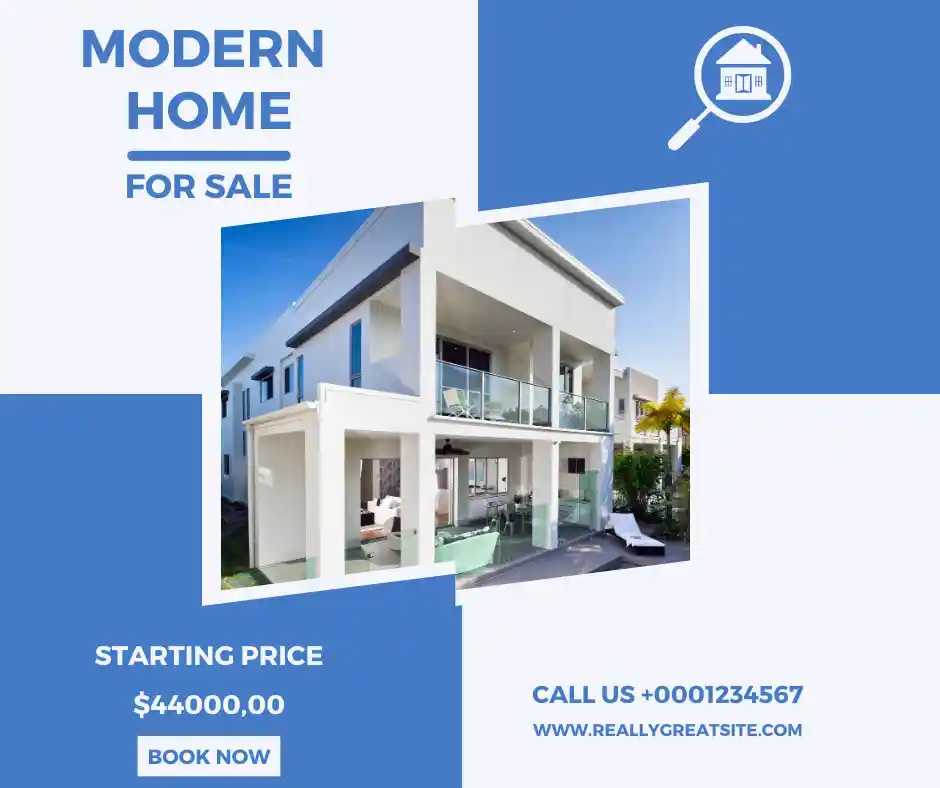 MODERN
HOME
FOR SALE
STARTING PRICE
$44000,00
BOOK NOW
CALL US +0001234567
WWW.REALLYGREATSITE.COM